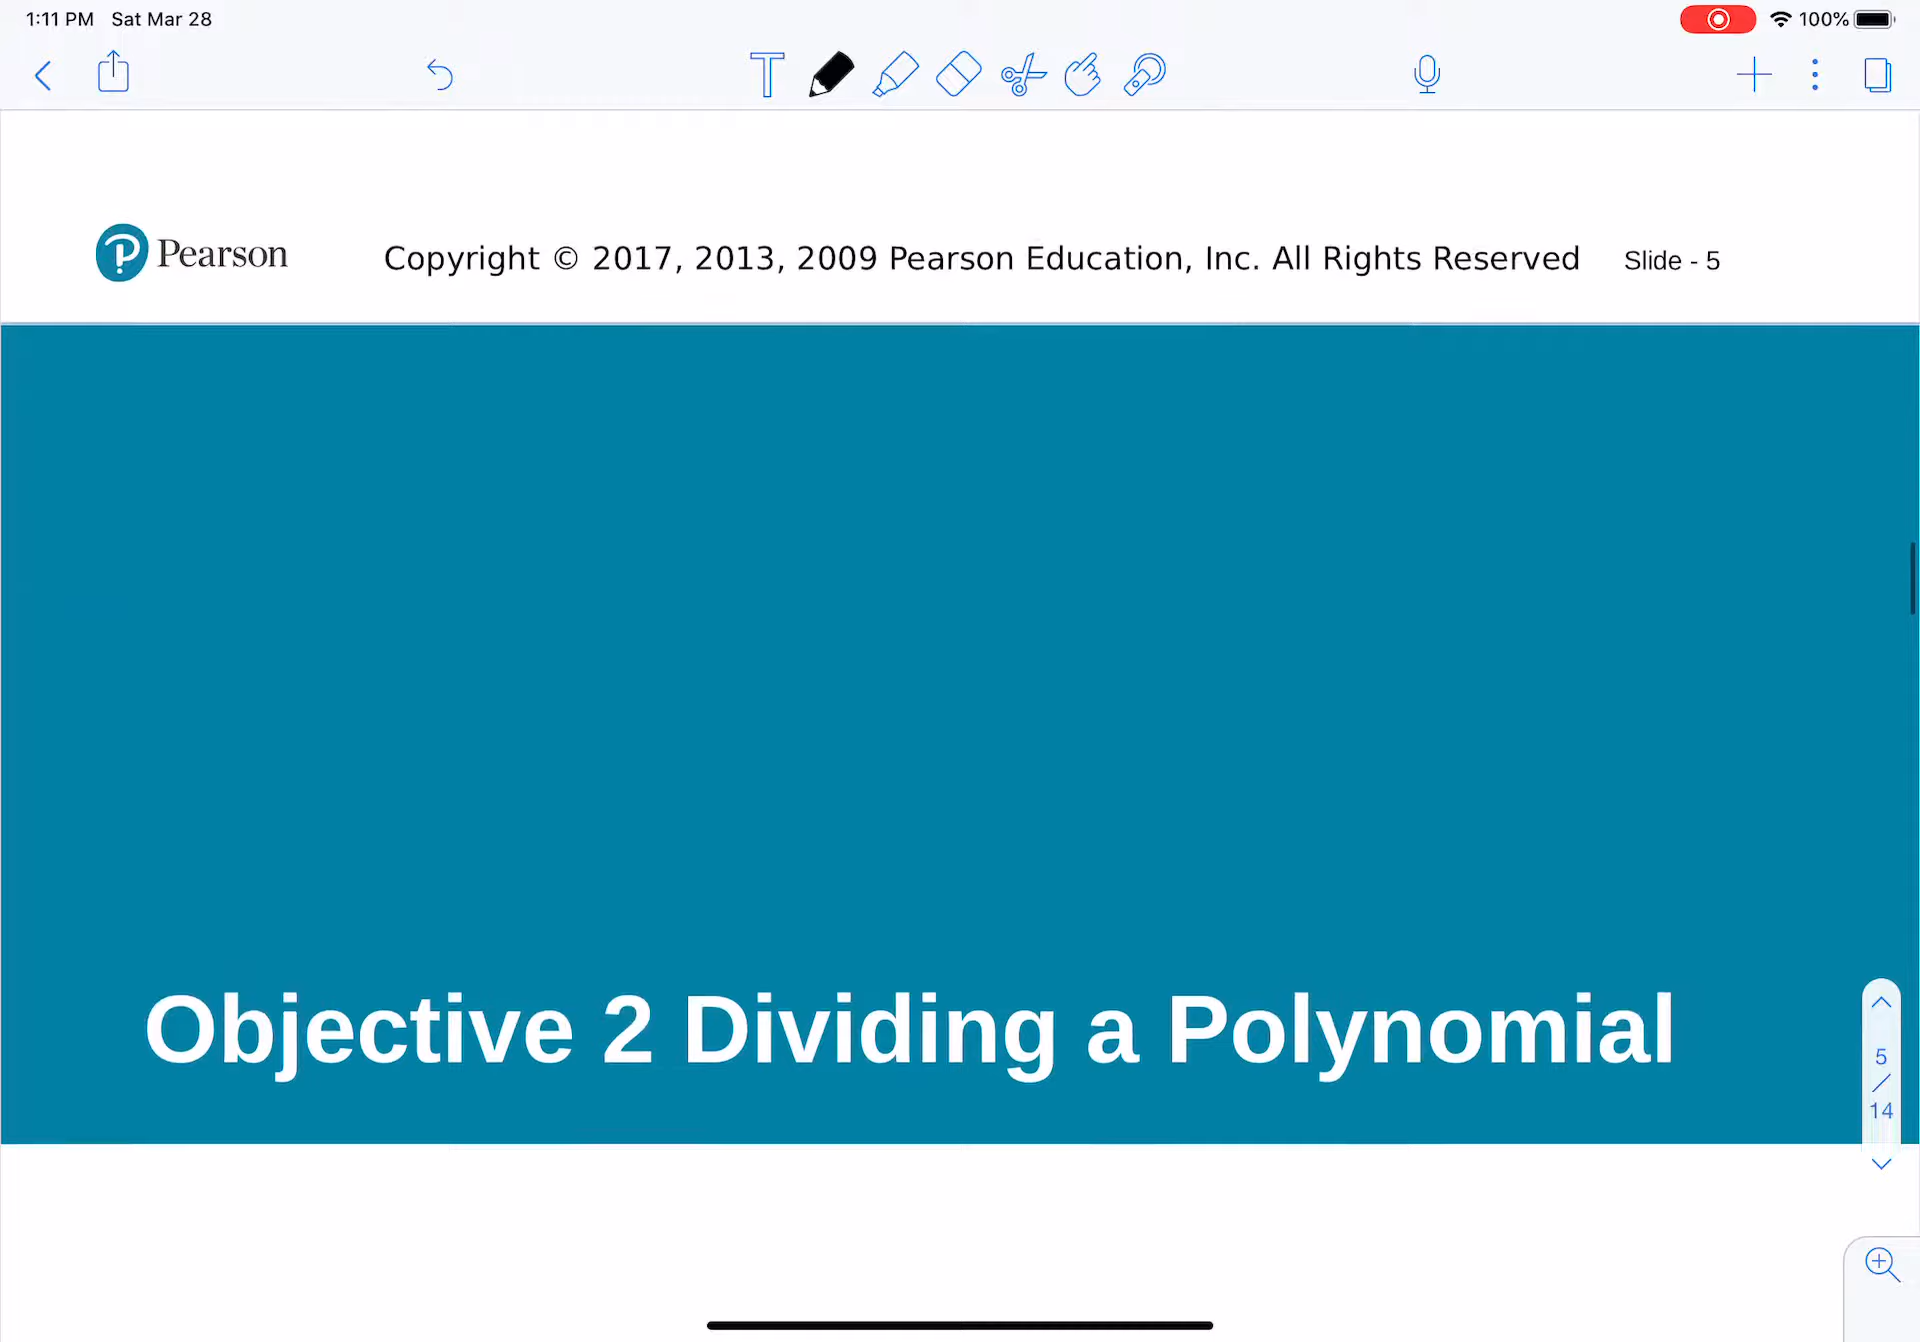 1:11 PM Sat Mar 28
100%
T
Pearson
Copyright © 2017, 2013, 2009 Pearson Education, Inc. All Rights Reserved
Slide - 5
Objective 2 Dividing a Polynomial
5
/
14